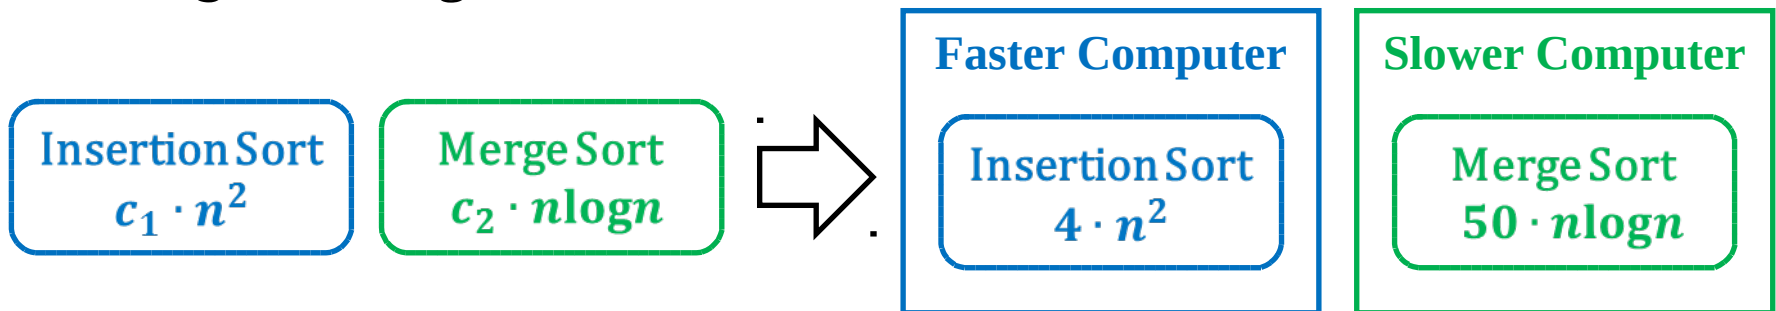 Insertion Sort
c₁ · n²
Merge Sort
c₂ · nlogn
Faster Computer
Insertion Sort
4 · n²
Slower Computer
Merge Sort
50 · nlogn